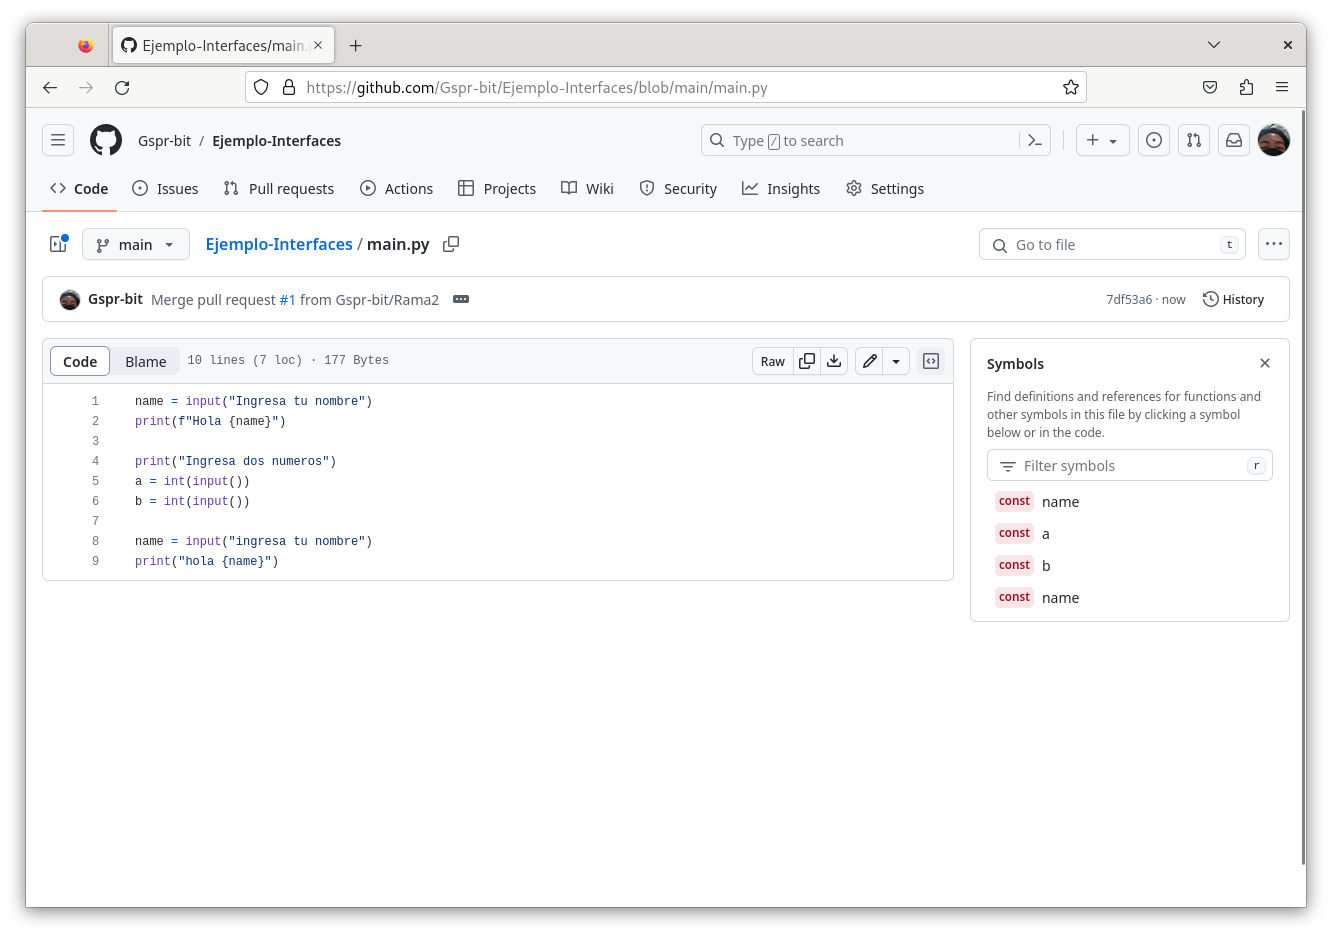 Ejemplo-Interfaces/main.
https://github.com/Gspr-bit/Ejemplo-Interfaces/blob/main/main.py
Gspr-bit / Ejemplo-Interfaces
Type / to search
Code Issues Pull requests Actions Projects Wiki Security Insights Settings
main Ejemplo-Interfaces / main.py Go to file t
Gspr-bit Merge pull request #1 from Gspr-bit/Rama2 7df53a6 · now History
Code Blame 10 lines (7 loc) · 177 Bytes Raw
1 name = input("Ingresa tu nombre")
2 print(f"Hola {name}")
3
4 print("Ingresa dos numeros")
5 a = int(input())
6 b = int(input())
7
8 name = input("ingresa tu nombre")
9 print("hola {name}")
Symbols
Find definitions and references for functions and
other symbols in this file by clicking a symbol
below or in the code.
Filter symbols r
const name
const a
const b
const name